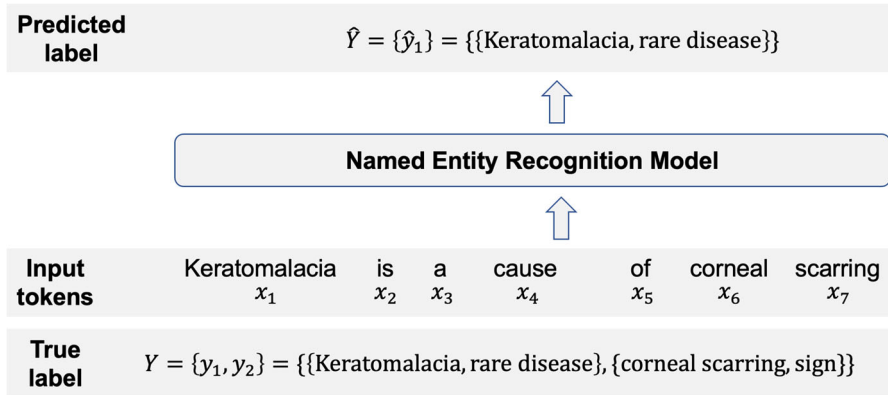 Predicted label
Ŷ = {ŷ₁} = {{Keratomalacia, rare disease}}
Named Entity Recognition Model
Input tokens
Keratomalacia is a cause of corneal scarring
x₁ x₂ x₃ x₄ x₅ x₆ x₇
True label
Y = {y₁, y₂} = {{Keratomalacia, rare disease}, {corneal scarring, sign}}